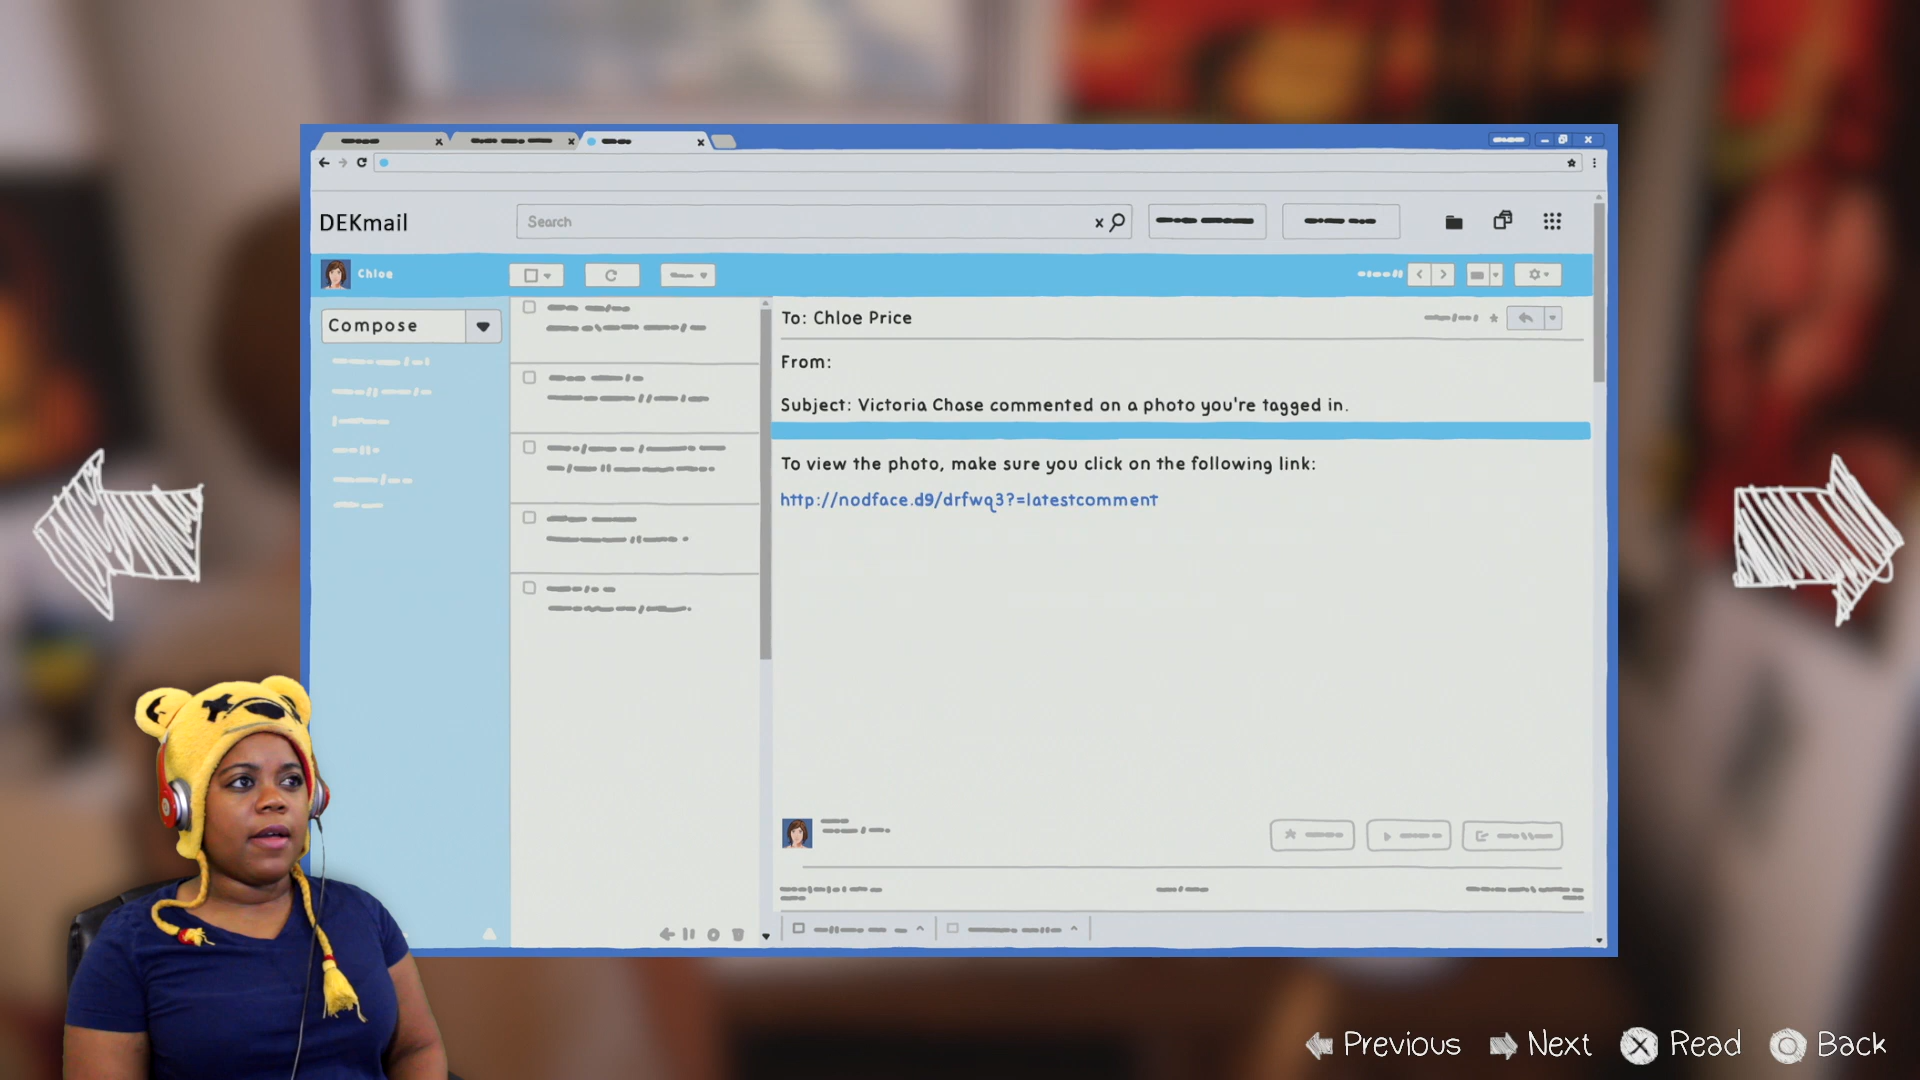 DEKmail
Search
Chloe
Compose
To: Chloe Price
From:
Subject: Victoria Chase commented on a photo you're tagged in.
To view the photo, make sure you click on the following link:
http://nodface.d9/drfwq3?=latestcomment
Previous Next Read Back